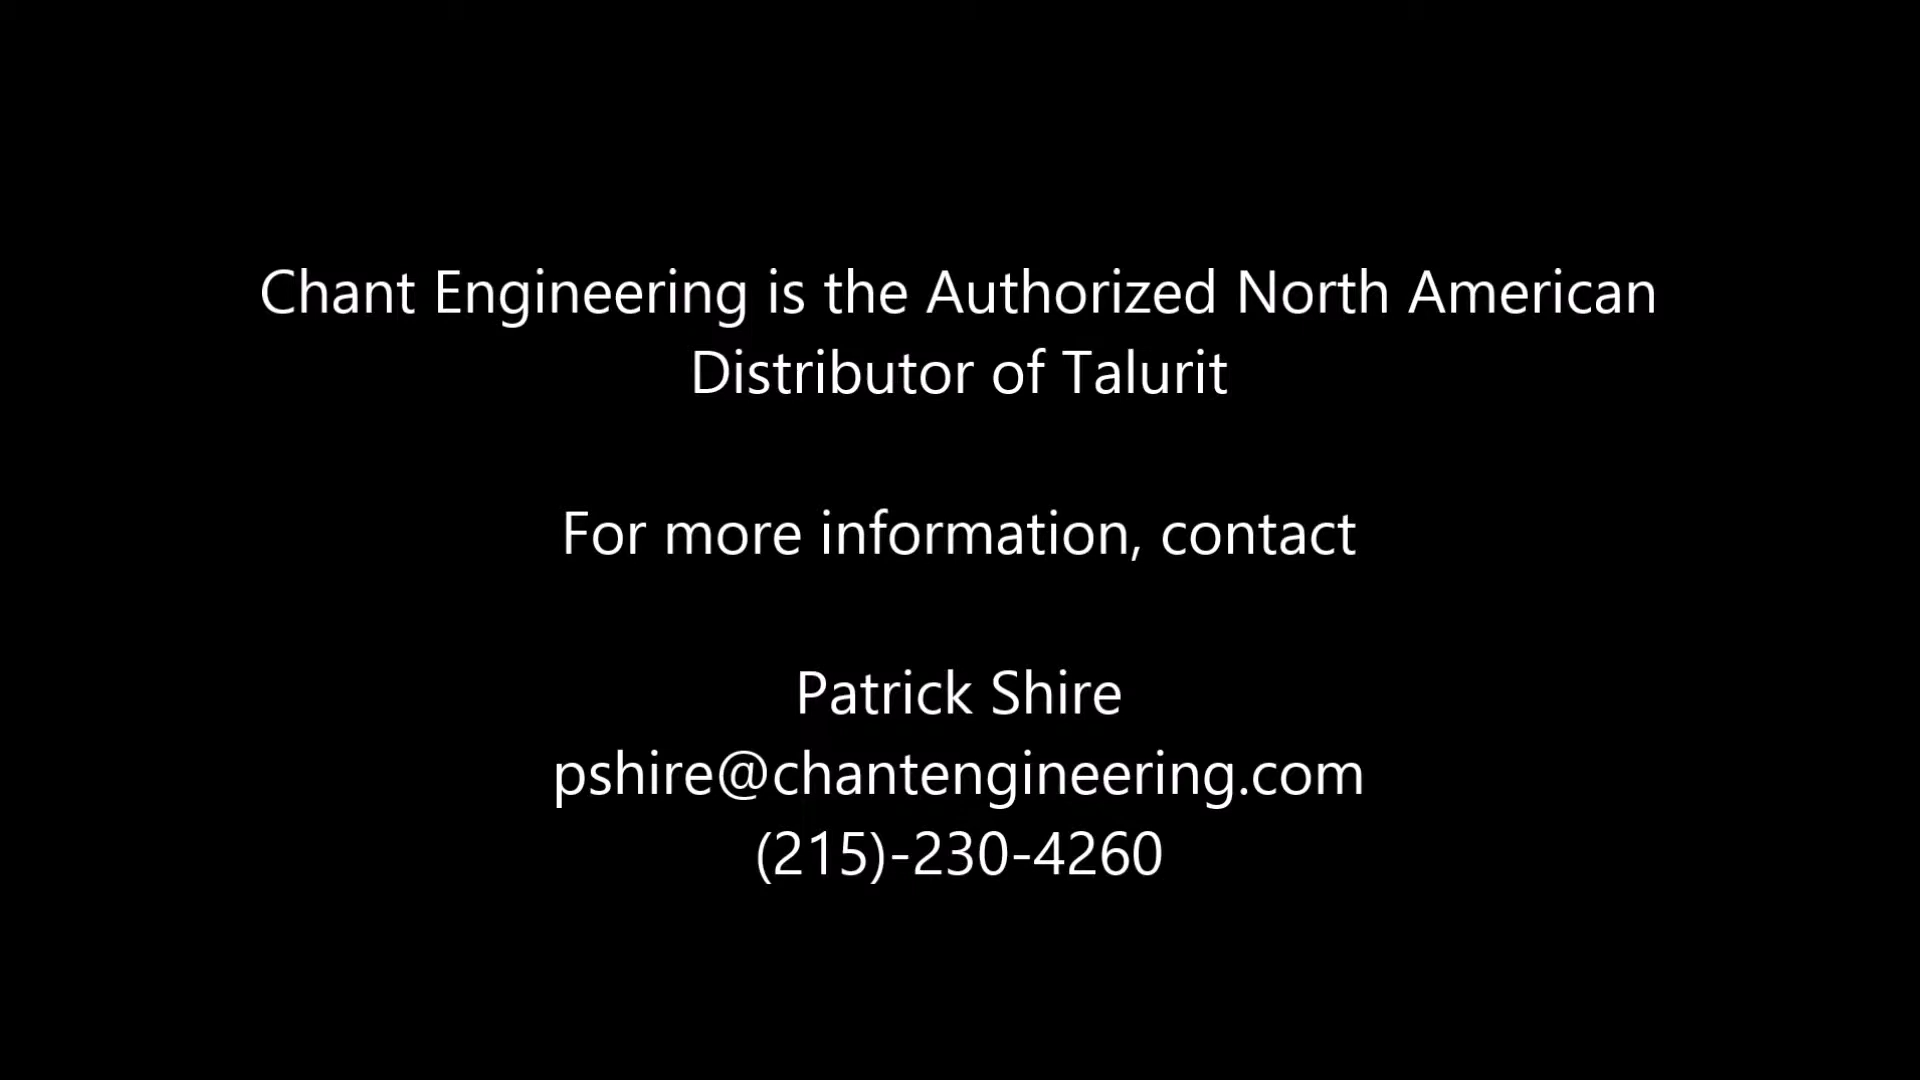 Chant Engineering is the Authorized North American
Distributor of Talurit
For more information, contact
Patrick Shire
pshire@chantengineering.com
(215)-230-4260